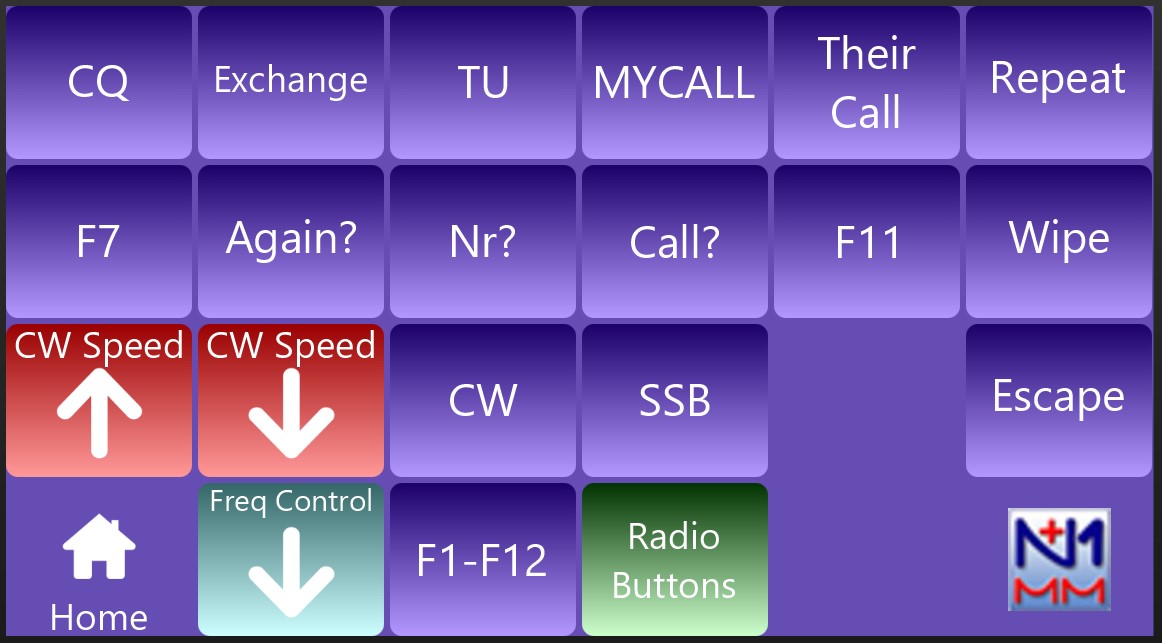 CQ
Exchange
TU
MYCALL
Their
Call
Repeat
F7
Again?
Nr?
Call?
F11
Wipe
CW Speed
CW Speed
CW
SSB
Escape
Home
Freq Control
F1-F12
Radio
Buttons
N+1
MM